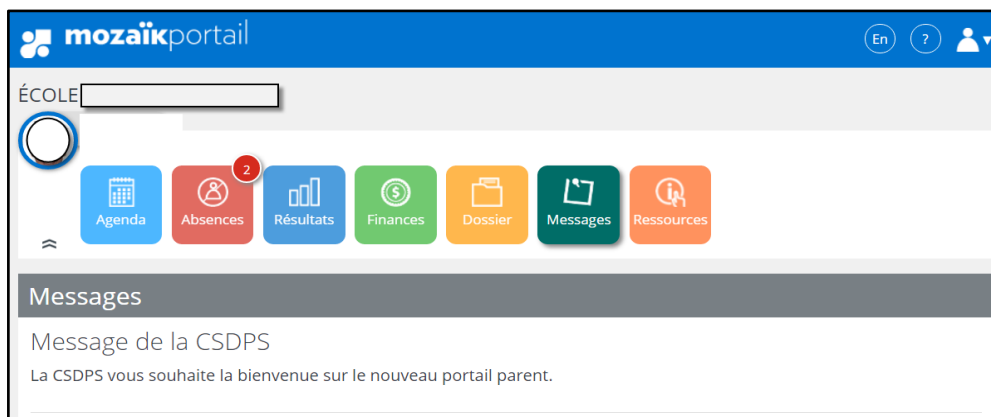 mozaïkportail
En ?
ÉCOLE
2
Agenda Absences Résultats Finances Dossier Messages Ressources
Messages
Message de la CSDPS
La CSDPS vous souhaite la bienvenue sur le nouveau portail parent.